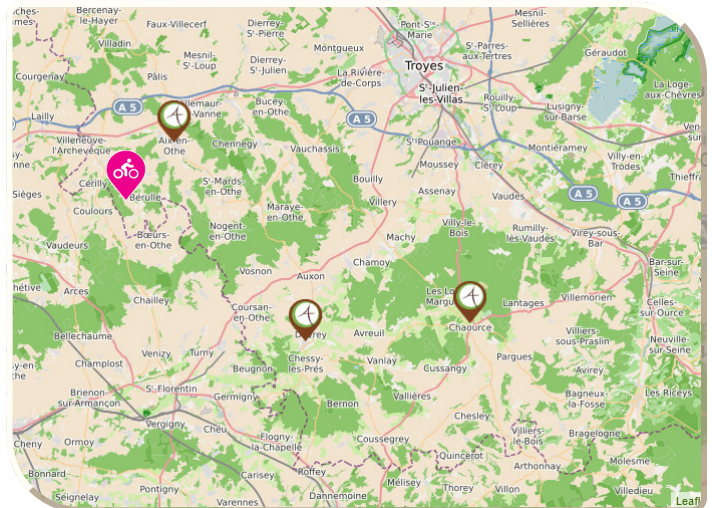 Bercenay-
le-Hayer
Faux-Villecerf
Dierrey-
St-Pierre
Pont-Ste-
Marie
Mesnil-
Sellières
Villadin
Mesnil-
St-Loup
Montgueux
Troyes
St-Parres-
aux-Tertres
Géraudot
Courgenay
Pâlis
Dierrey-
St-Julien
La Rivière-
de-Corps
St-Julien-
les-Villas
La Loge-
aux-Chèvres
Lailly
A 5
Bucey-
en-Othe
A 5
Rouilly-
St-Loup
Lusigny-
sur-Barse
Villeneuve-
l'Archevêque
Aix-en-
Othe
Chennegy
Vauchassis
St-Pouange
Montiéramey
Moussey
Clérey
Villy-en-
Trodes
Cérilly
St-Mards-
en-Othe
Bouilly
Assenay
Vaudes
A 5
A 5
Thieffra
Sièges
Bérulle
Coulours
Maraye-
en-Othe
Villery
Villy-le-
Bois
Rumilly-
lès-Vaudes
Virey-sous-
Bar
Vaudeurs
Bœurs-
en-Othe
Nogent-
en-Othe
Machy
Vosnon
Auxon
Chamoy
Bar-sur-
Seine
Arces
Chailley
Coursan-
en-Othe
Lantages
Villemorien
Celles-
sur-Ource
Chaource
Bellechaume
Avreuil
Villiers-
sous-Praslin
Neuville-
sur-Seine
Venizy
Turny
Chessy-
les-Prés
Vanlay
Pargues
Champlost
Beugnon
Cussangy
Avirey
Brienon-
sur-Armançon
St-Florentin
Germigny
Bernon
Vallières
Bagneux-
la-Fosse
Les Riceys
Vergigny
Chéu
Chesley
Cheny
Ormoy
Flogny-
la-Chapelle
Coussegrey
Villiers-
le-Bois
Bragelogne
Quincerot
Bonnard
Carisey
Roffey
Arthonnay
Molesme
Seignelay
Pontigny
Varennes
Dannemoine
Mélisey
Thorey
Villon
Villedieu
Leafl